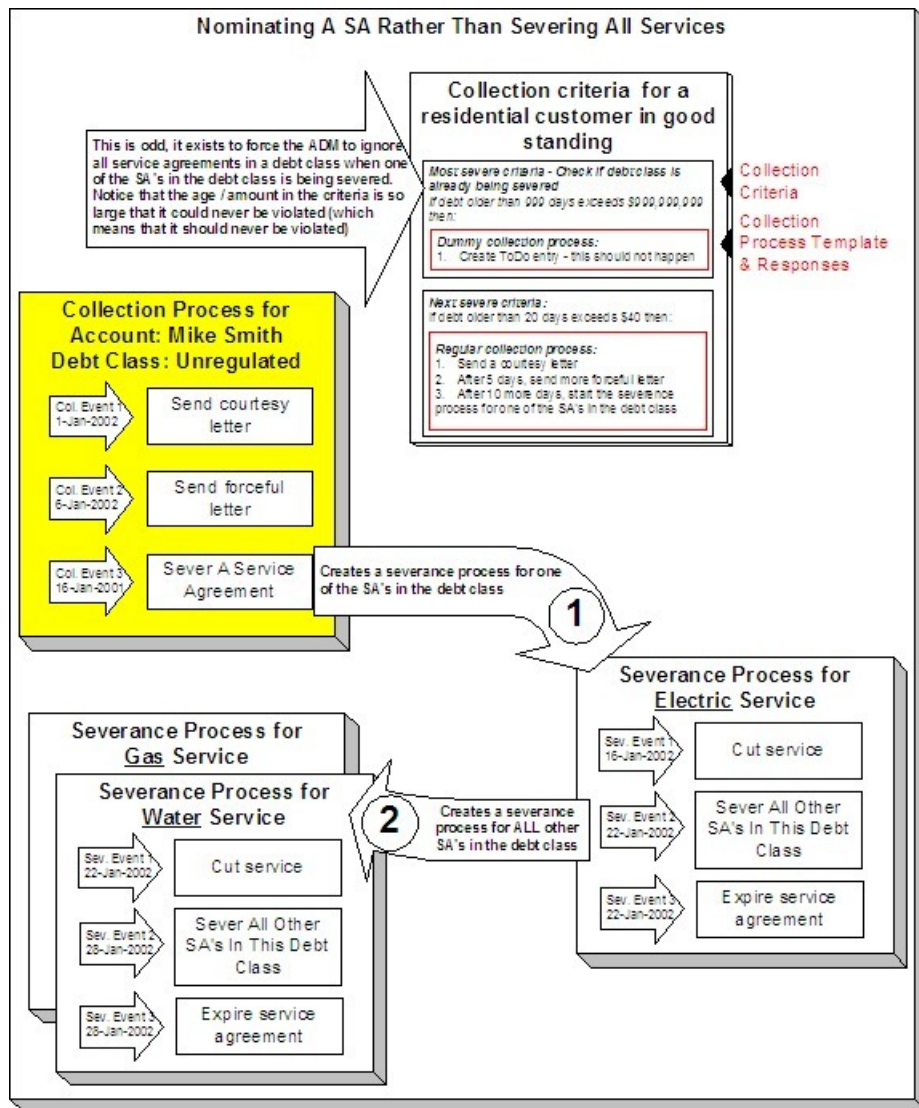 Nominating A SA Rather Than Severing All Services
This is odd, it exists to force the ADM to ignore
all service agreements in a debt class when one
of the SA's in the debt class is being severed.
Notice that the age / amount in the criteria is so
large that it could never be violated (which
means that it should never be violated)
Collection criteria for a
residential customer in good
standing
Most severe criteria - Check if debt class is
already being severed
If debt older than 999 days exceeds $999,999,999
then:
Dummy collection process:
1. Create ToDo entry - this should not happen
Collection
Criteria
Collection
Process Template
& Responses
Next severe criteria:
If debt older than 20 days exceeds $40 then:
Regular collection process:
1. Send a courtesy letter
2. After 5 days, send more forceful letter
3. After 10 more days, start the severence
process for one of the SA's in the debt class
Collection Process for
Account: Mike Smith
Debt Class: Unregulated
Col. Event 1
1-Jan-2002
Send courtesy
letter
Col. Event 2
6-Jan-2002
Send forceful
letter
Col. Event 3
16-Jan-2001
Sever A Service
Agreement
Creates a severance process for one
of the SA's in the debt class
1
Severance Process for
Electric Service
Sev. Event 1
16-Jan-2002
Cut service
Sev. Event 2
22-Jan-2002
Sever All Other
SA's In This Debt
Class
Sev. Event 3
22-Jan-2002
Expire service
agreement
2
Creates a severance
process for ALL other
SA's in the debt class
Severance Process for
Gas Service
Severance Process for
Water Service
Sev. Event 1
22-Jan-2002
Cut service
Sev. Event 2
28-Jan-2002
Sever All Other
SA's In This Debt
Class
Sev. Event 3
28-Jan-2002
Expire service
agreement